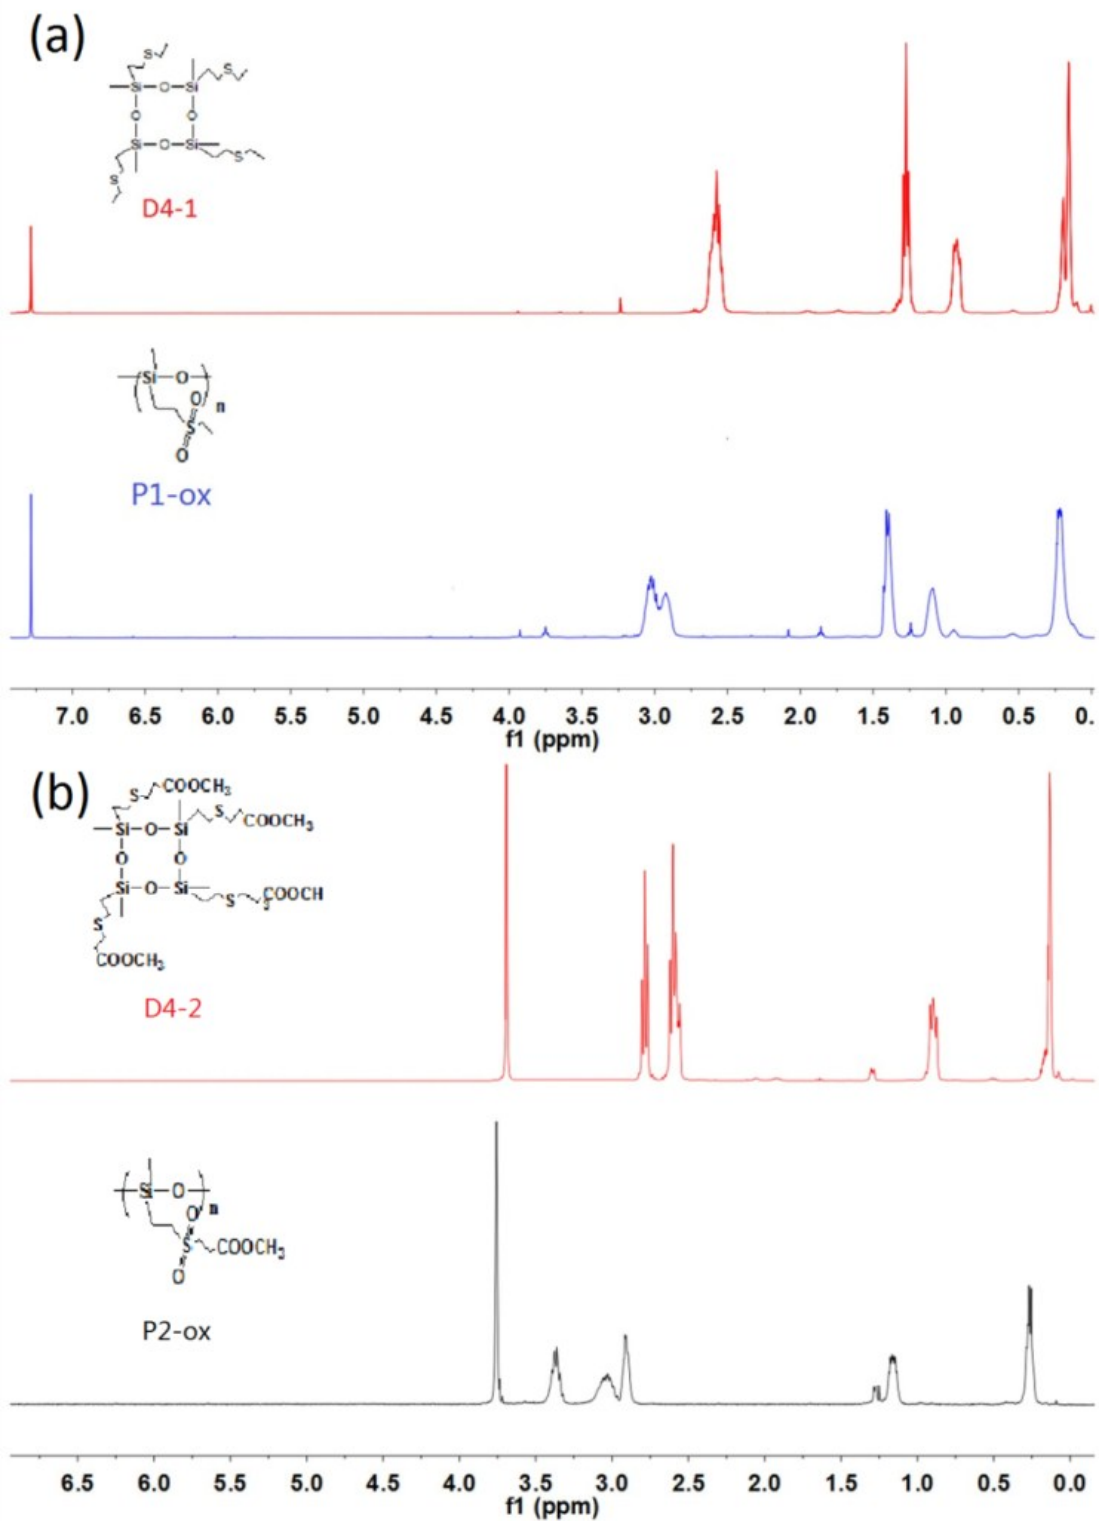 (a)
S
S
Si O Si
O O
Si O Si
S
S
D4-1
Si O
O
n
S
O
P1-ox
7.0 6.5 6.0 5.5 5.0 4.5 4.0 3.5 3.0 2.5 2.0 1.5 1.0 0.5 0.
f1 (ppm)
(b)
S COOCH3
S COOCH3
Si O Si
O O
Si O Si
S 3COOCH
S
COOCH3
D4-2
Si O
O n
S COOCH3
O
P2-ox
6.5 6.0 5.5 5.0 4.5 4.0 3.5 3.0 2.5 2.0 1.5 1.0 0.5 0.0
f1 (ppm)